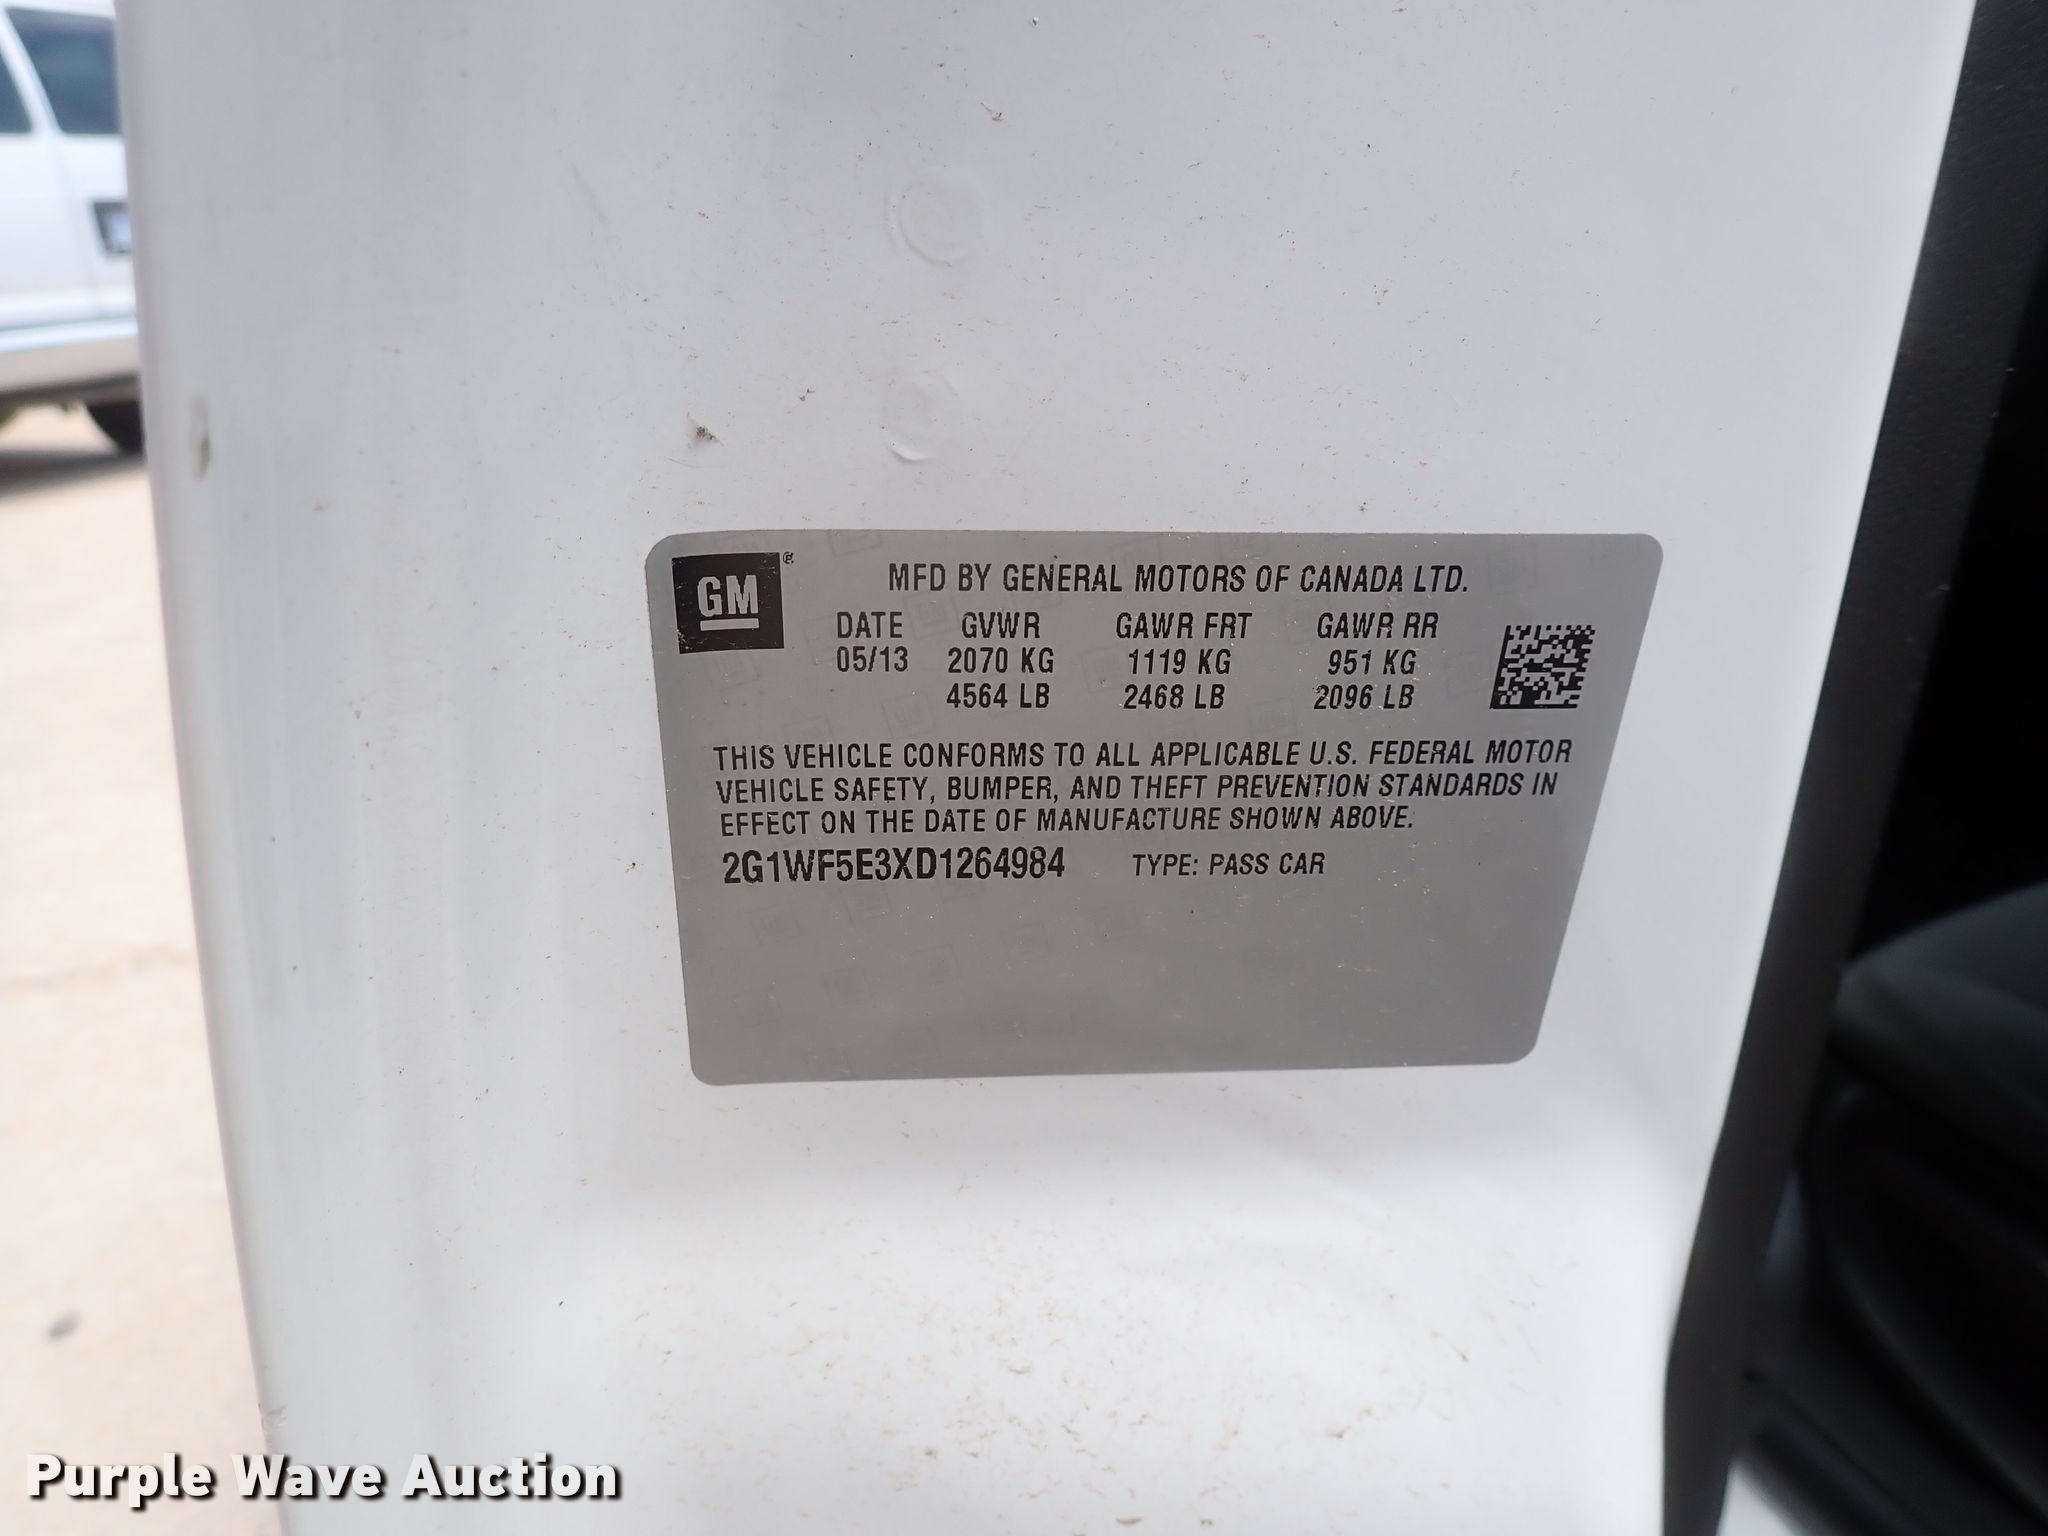 GM ®
MFD BY GENERAL MOTORS OF CANADA LTD.
DATE GVWR GAWR FRT GAWR RR
05/13 2070 KG 1119 KG 951 KG
4564 LB 2468 LB 2096 LB
THIS VEHICLE CONFORMS TO ALL APPLICABLE U.S. FEDERAL MOTOR
VEHICLE SAFETY, BUMPER, AND THEFT PREVENTION STANDARDS IN
EFFECT ON THE DATE OF MANUFACTURE SHOWN ABOVE.
2G1WF5E3XD1264984 TYPE: PASS CAR
Purple Wave Auction